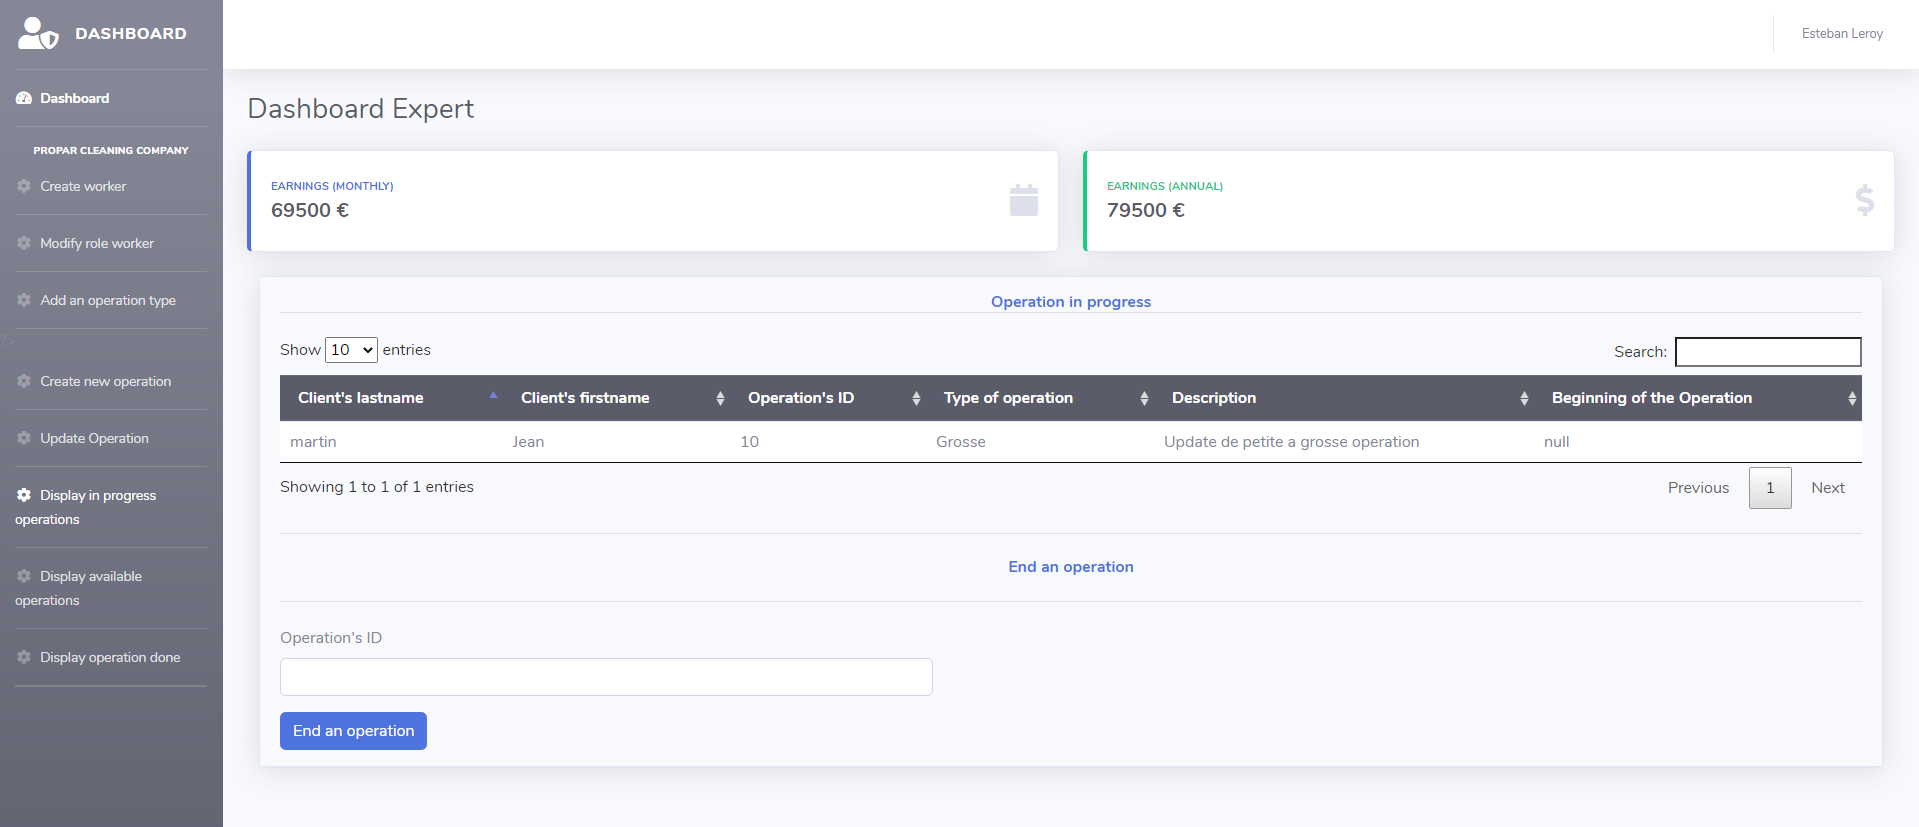 DASHBOARD
Esteban Leroy
Dashboard
PROPAR CLEANING COMPANY
Create worker
Modify role worker
Add an operation type
?>
Create new operation
Update Operation
Display in progress
operations
Display available
operations
Display operation done
Dashboard Expert
EARNINGS (MONTHLY)
69500 €
EARNINGS (ANNUAL)
79500 €
Operation in progress
Show 10 entries
Search:
Client's lastname Client's firstname Operation's ID Type of operation Description Beginning of the Operation
martin Jean 10 Grosse Update de petite a grosse operation null
Showing 1 to 1 of 1 entries
Previous 1 Next
End an operation
Operation's ID
End an operation